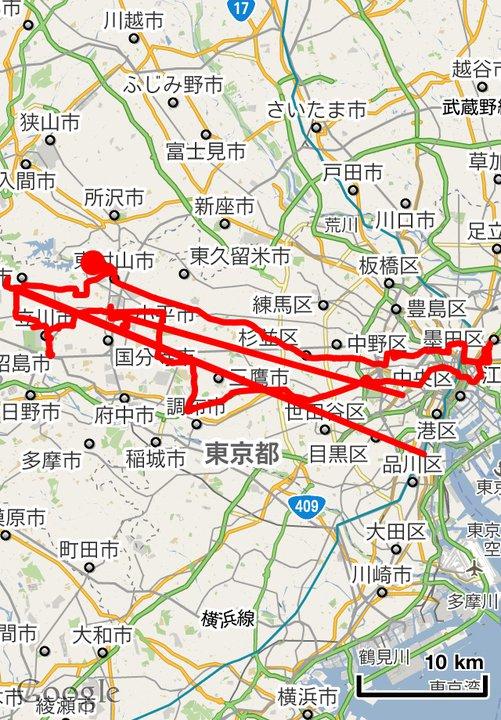 17
川越市
越谷市
ふじみ野市
武蔵野線
さいたま市
狭山市
富士見市
草加
戸田市
入間市
所沢市
新座市
荒川
川口市
足立
東村山市
東久留米市
板橋区
練馬区
豊島区
小平市
立川市
杉並区
中野区
墨田区
昭島市
国分寺市
三鷹市
中央区
江
日野市
府中市
調布市
世田谷区
港区
多摩市
稲城市
東京都
目黒区
品川区
409
東京
大田区
東京
空
町田市
川崎市
多摩川
横浜線
間市
大和市
鶴見川
10 km
東京湾
Google
綾瀬市
横浜市